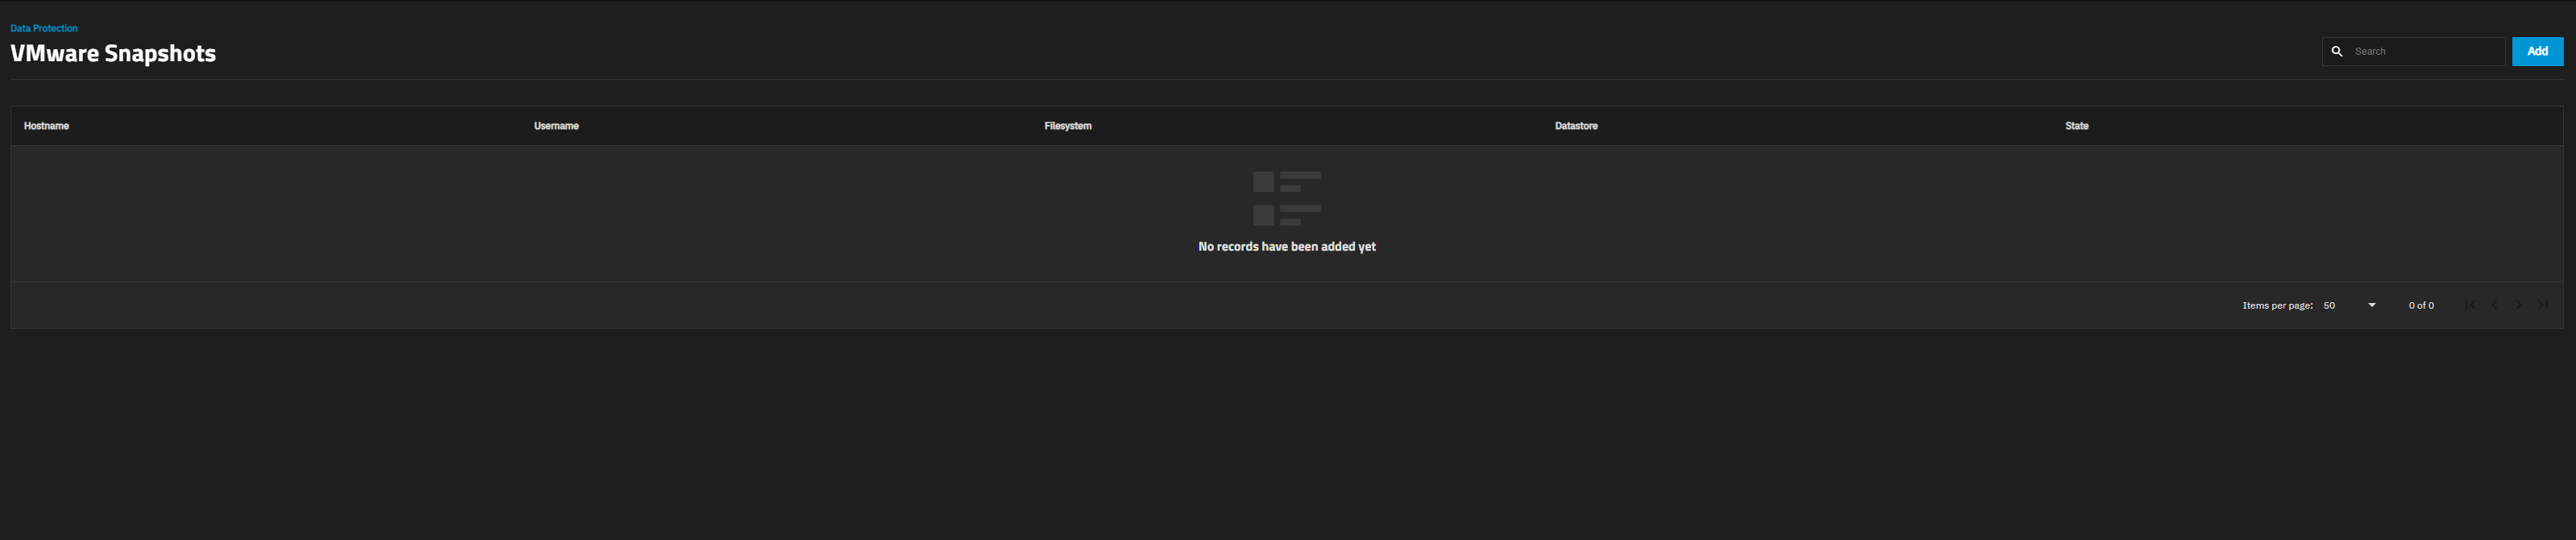 Data Protection
VMware Snapshots
Search
Add
Hostname Username Filesystem Datastore State
No records have been added yet
Items per page: 50 0 of 0